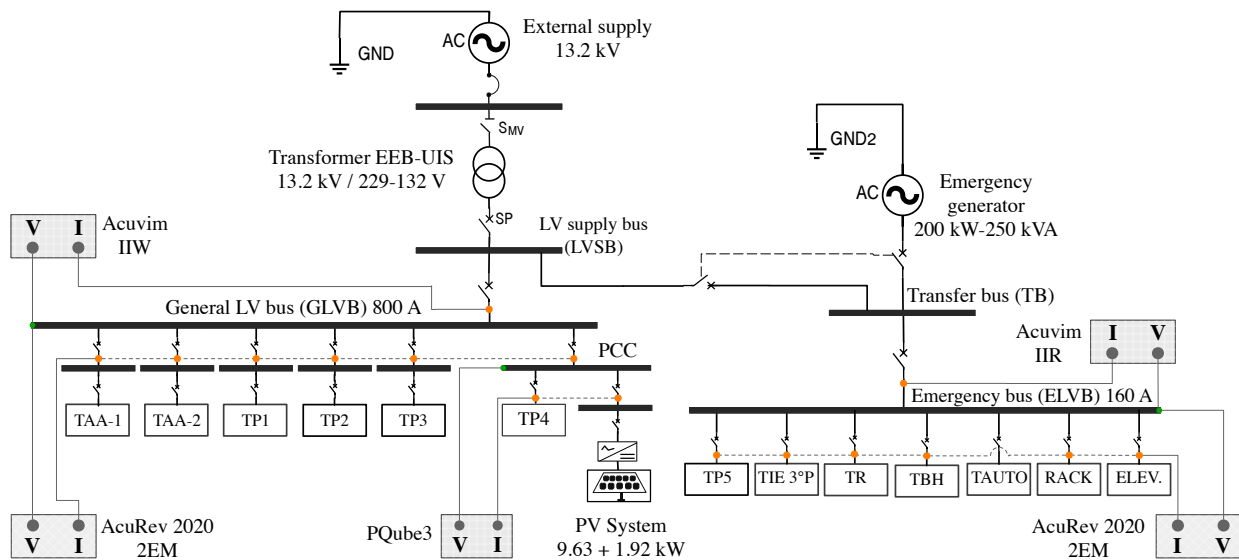 External supply
13.2 kV
AC
GND
S_MV
Transformer EEB-UIS
13.2 kV / 229-132 V
SP
LV supply bus
(LVSB)
GND2
AC
Emergency
generator
200 kW-250 kVA
V I
Acuvim
IIW
General LV bus (GLVB) 800 A
Transfer bus (TB)
Acuvim
IIR
I V
PCC
Emergency bus (ELVB) 160 A
TAA-1
TAA-2
TP1
TP2
TP3
TP4
TP5
TIE 3°P
TR
TBH
TAUTO
RACK
ELEV.
V I
AcuRev 2020
2EM
PQube3
V I
PV System
9.63 + 1.92 kW
AcuRev 2020
2EM
I V